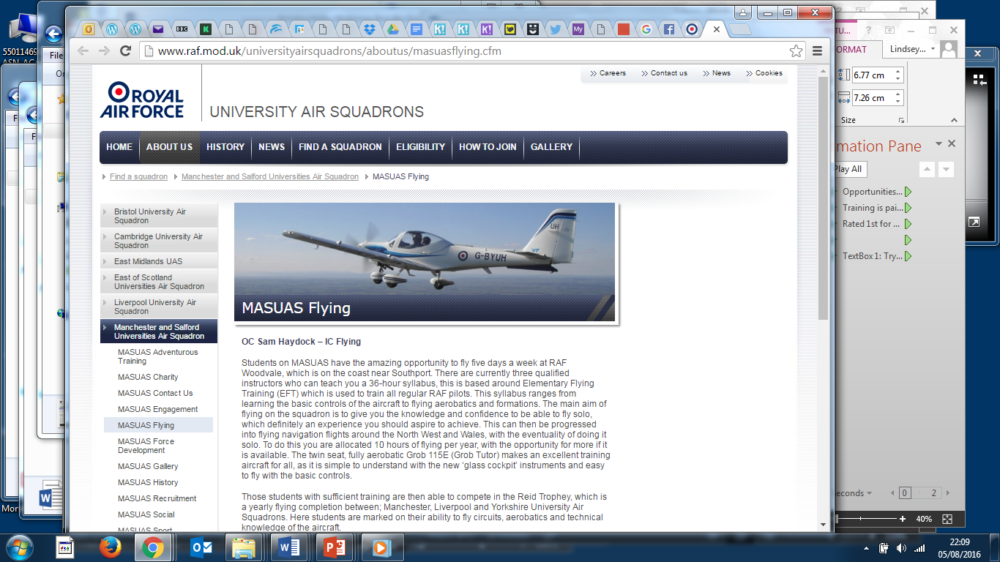 55011469
File
www.raf.mod.uk/universityairsquadrons/aboutus/masuasflying.cfm
Careers
Contact us
News
Cookies
ROYAL
AIR FORCE
UNIVERSITY AIR SQUADRONS
HOME
ABOUT US
HISTORY
NEWS
FIND A SQUADRON
ELIGIBILITY
HOW TO JOIN
GALLERY
Find a squadron
Manchester and Salford Universities Air Squadron
MASUAS Flying
Bristol University Air
Squadron
Cambridge University Air
Squadron
East Midlands UAS
East of Scotland
Universities Air Squadron
Liverpool University Air
Squadron
Manchester and Salford
Universities Air Squadron
MASUAS Adventurous
Training
MASUAS Charity
MASUAS Contact Us
MASUAS Engagement
MASUAS Flying
MASUAS Force
Development
MASUAS Gallery
MASUAS History
MASUAS Recruitment
MASUAS Social
MASUAS Sport
UH
VT
G-BYUH
MASUAS Flying
OC Sam Haydock – IC Flying
Students on MASUAS have the amazing opportunity to fly five days a week at RAF
Woodvale, which is on the coast near Southport. There are currently three qualified
instructors who can teach you a 36-hour syllabus, this is based around Elementary Flying
Training (EFT) which is used to train all regular RAF pilots. This syllabus ranges from
learning the basic controls of the aircraft to flying aerobatics and formations. The main aim of
flying on the squadron is to give you the knowledge and confidence to be able to fly solo,
which definitely an experience you should aspire to achieve. This can then be progressed
into flying navigation flights around the North West and Wales, with the eventuality of doing it
solo. To do this you are allocated 10 hours of flying per year, with the opportunity for more if it
is available. The twin seat, fully aerobatic Grob 115E (Grob Tutor) makes an excellent training
aircraft for all, as it is simple to understand with the new ‘glass cockpit’ instruments and easy
to fly with the basic controls.
Those students with sufficient training are then able to compete in the Reid Trophy, which is
a yearly flying completion between; Manchester, Liverpool and Yorkshire University Air
Squadrons. Here students are marked on their ability to fly circuits, aerobatics and technical
knowledge of the aircraft.
TU...
ORMAT
Lindsey...
6.77 cm
7.26 cm
Size
mation Pane
Play All
Opportunities...
Training is pai...
Rated 1st for ...
TextBox 1: Try...
econds
0
2
40%
22:09
05/08/2016